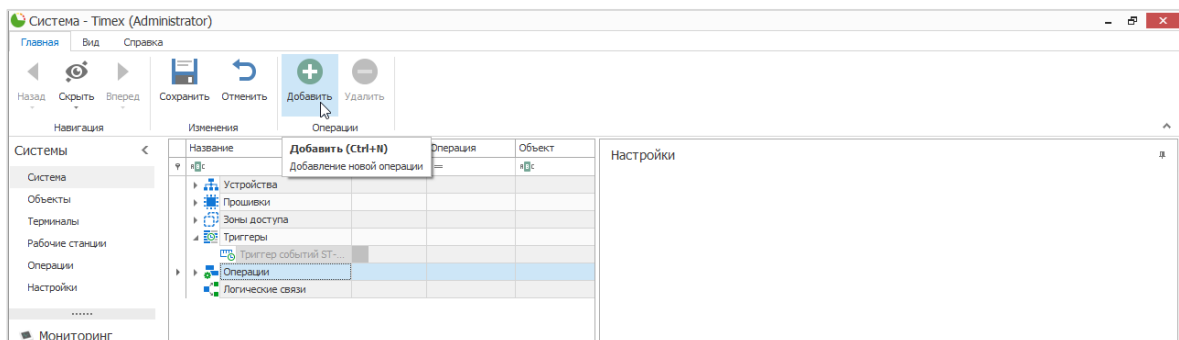 Система - Timex (Administrator)
Главная Вид Справка
Назад Скрыть Вперед Сохранить Отменить Добавить Удалить
Навигация Изменения Операции
Системы Название Добавить (Ctrl+N) Операция Объект Настройки
Добавление новой операции =
Система Устройства
Объекты Прошивки
Терминалы Зоны доступа
Рабочие станции Триггеры
Триггер событий ST-...
Операции Операции
Настройки Логические связи
Мониторинг